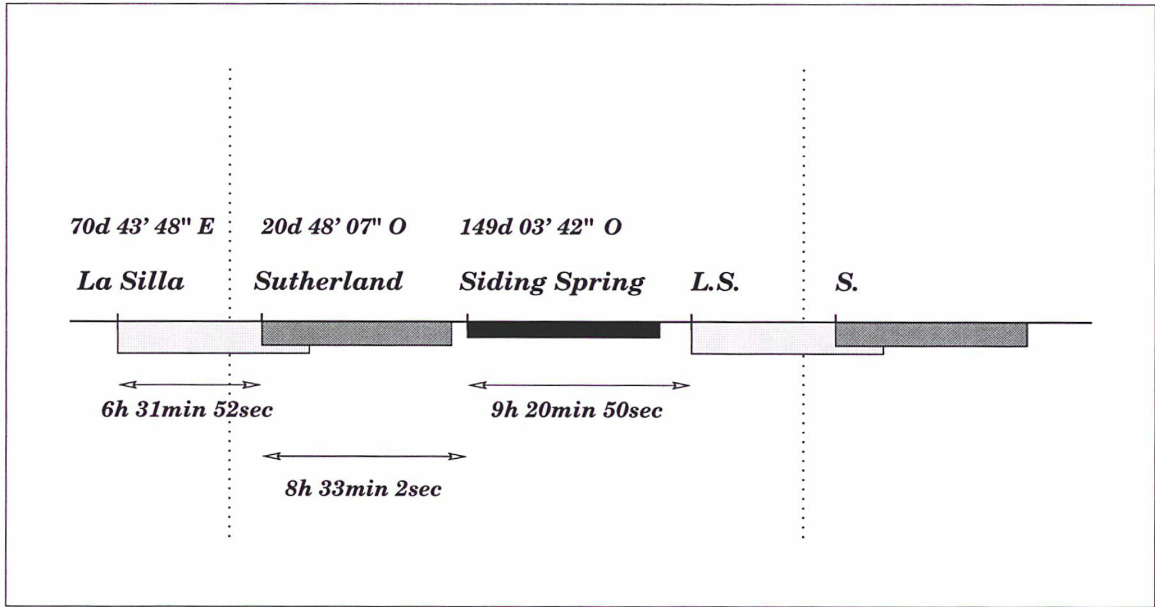 70d 43' 48" E 20d 48' 07" O 149d 03' 42" O
La Silla Sutherland Siding Spring L.S. S.
6h 31min 52sec 9h 20min 50sec
8h 33min 2sec